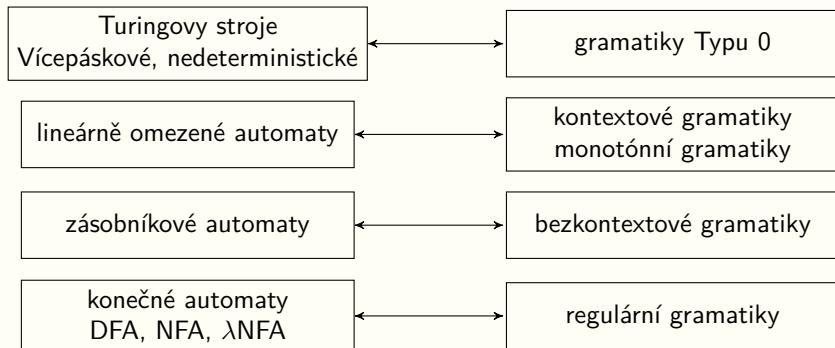 Turingovy stroje
Vícepáskové, nedeterministické
gramatiky Typu 0
lineárně omezené automaty
kontextové gramatiky
monotónní gramatiky
zásobníkové automaty
bezkontextové gramatiky
konečné automaty
DFA, NFA, λNFA
regulární gramatiky